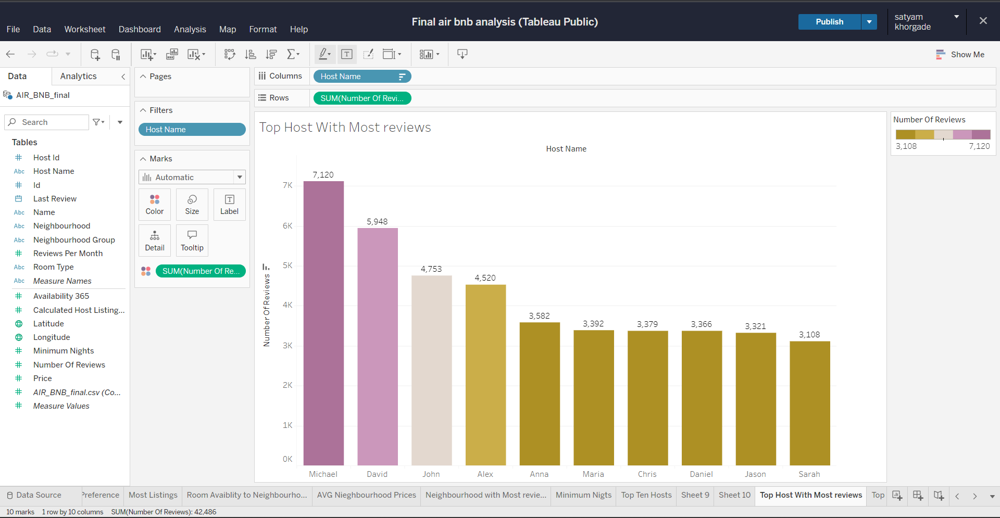 Final air bnb analysis (Tableau Public)
Publish
satyam
khorgade
File Data Worksheet Dashboard Analysis Map Format Help
Show Me
Data Analytics
AIR_BNB_final
Search
Tables
Host Id
Abc Host Name
Id
Last Review
Abc Name
Abc Neighbourhood
Abc Neighbourhood Group
Reviews Per Month
Abc Room Type
Abc Measure Names
Availability 365
Calculated Host Listing...
Latitude
Longitude
Minimum Nights
Number Of Reviews
Price
AIR_BNB_final.csv (Co...
Measure Values
Pages
Filters
Host Name
Marks
Automatic
Color Size Label
Detail Tooltip
SUM(Number Of Re...
Columns Host Name
Rows SUM(Number Of Revi...
Top Host With Most reviews
Host Name
Number Of Reviews
7K
6K
5K
4K
3K
2K
1K
0K
7,120
5,948
4,753
4,520
3,582
3,392
3,379
3,366
3,321
3,108
Michael David John Alex Anna Maria Chris Daniel Jason Sarah
Number Of Reviews
3,108 7,120
Data Source Preference Most Listings Room Avaiblity to Neighbourho... AVG Nieghbourhood Prices Neighbourhood with Most revie... Minimum Nigts Top Ten Hosts Sheet 9 Sheet 10 Top Host With Most reviews Top
10 marks 1 row by 10 columns SUM(Number Of Reviews): 42,486